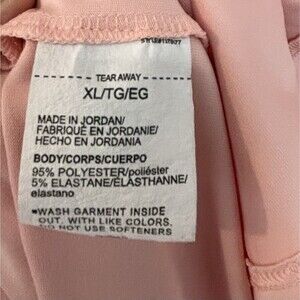 TEAR AWAY
XL/TG/EG
MADE IN JORDAN/
FABRIQUÉ EN JORDANIE/
HECHO EN JORDANIA
BODY/CORPS/CUERPO
95% POLYESTER/poliéster
5% ELASTANE/ÉLASTHANNE/
elastano
•WASH GARMENT INSIDE
OUT. WITH LIKE COLORS.
DO NOT USE SOFTENERS